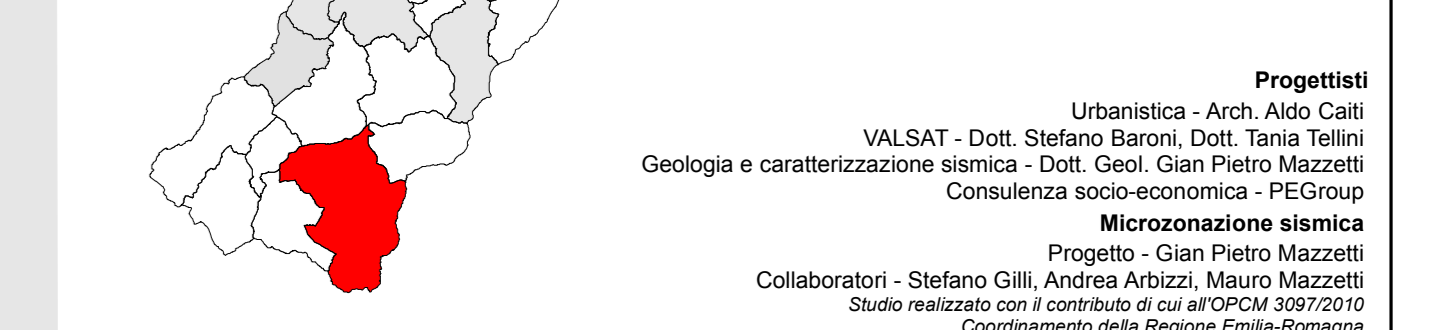 Progettisti
Urbanistica - Arch. Aldo Caiti
VALSAT - Dott. Stefano Baroni, Dott. Tania Tellini
Geologia e caratterizzazione sismica - Dott. Geol. Gian Pietro Mazzetti
Consulenza socio-economica - PEGroup
Microzonazione sismica
Progetto - Gian Pietro Mazzetti
Collaboratori - Stefano Gilli, Andrea Arbizzi, Mauro Mazzetti
Studio realizzato con il contributo di cui all'OPCM 3097/2010
Coordinamento della Regione Emilia-Romagna